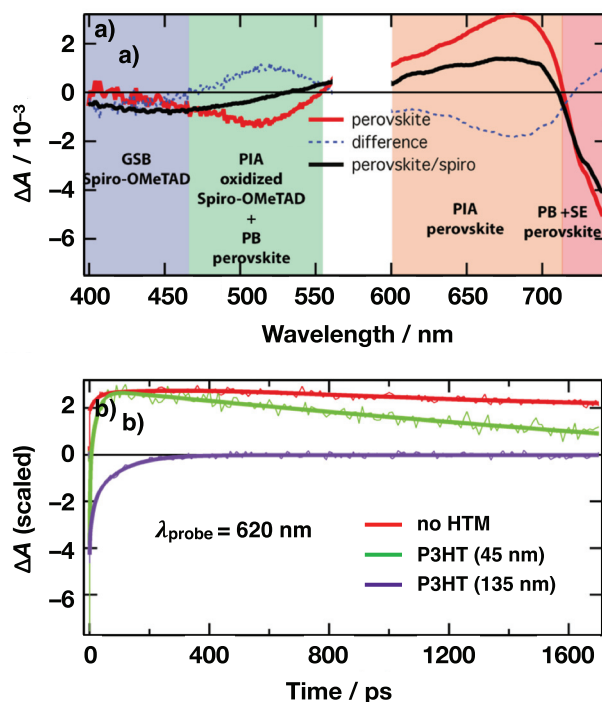 a)
a)
ΔA / 10⁻³
2
0
−2
−4
−6
perovskite
difference
perovskite/spiro
GSB
Spiro-OMeTAD
PIA
oxidized
Spiro-OMeTAD
+
PB
perovskite
PIA
perovskite
PB +SE
perovskite
400
450
500
550
600
650
700
Wavelength / nm
b)
b)
ΔA (scaled)
2
0
−2
−4
−6
λprobe = 620 nm
no HTM
P3HT (45 nm)
P3HT (135 nm)
0
400
800
1200
1600
Time / ps